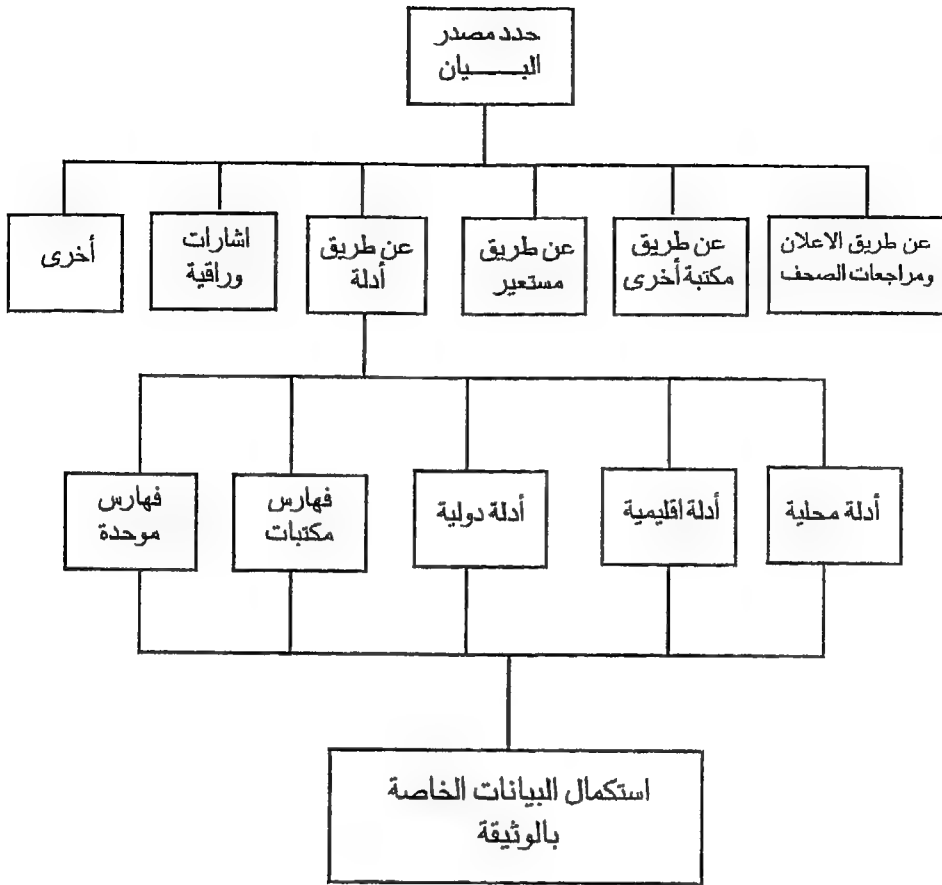 حدد مصدر
البـــــــيان
عن طريق الاعلان
ومراجعات الصحف
عن طريق
مكتبة أخرى
عن طريق
مستعير
عن طريق
أدلة
اشارات
وراقية
أخرى
أدلة محلية
أدلة اقليمية
أدلة دولية
فهارس
مكتبات
فهارس
موحدة
استكمال البيانات الخاصة
بالوثيقة